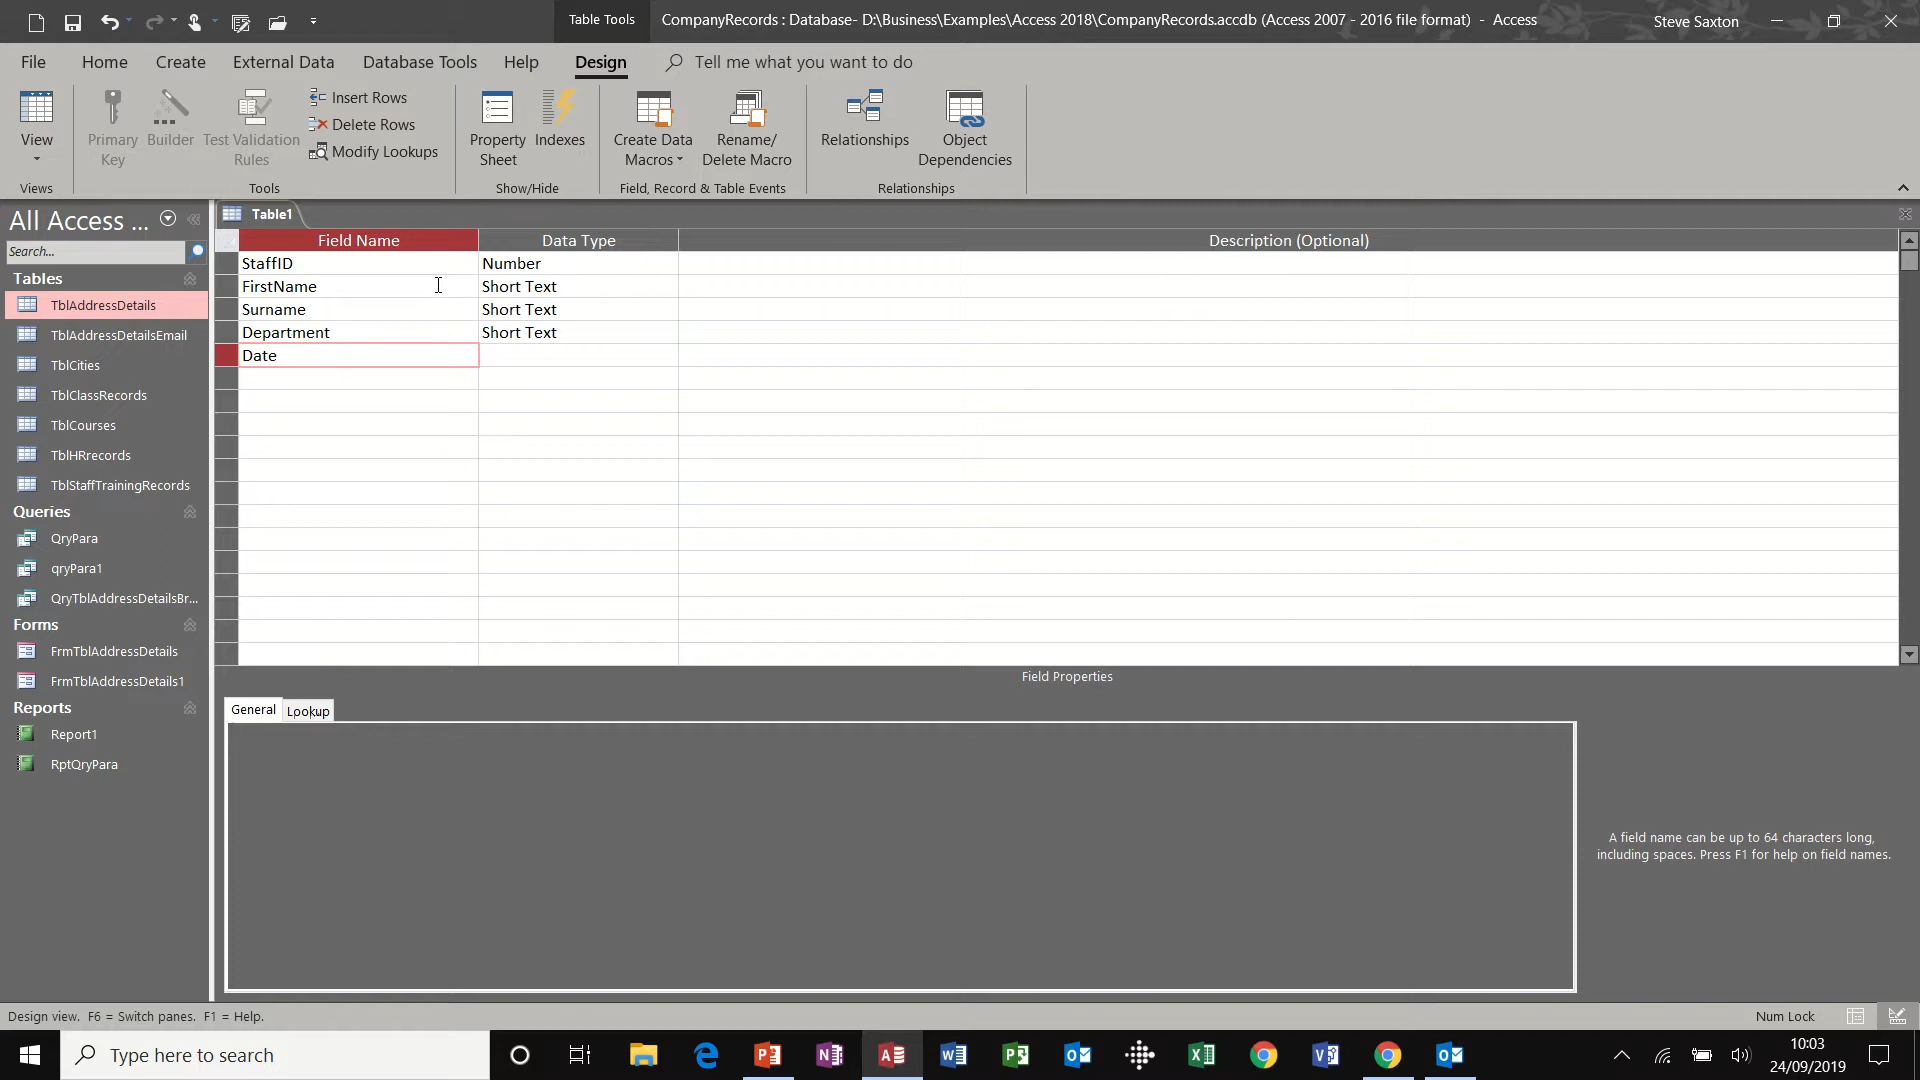 Table Tools
CompanyRecords : Database- D:\Business\Examples\Access 2018\CompanyRecords.accdb (Access 2007 - 2016 file format)  -  Access
Steve Saxton
File Home Create External Data Database Tools Help Design Tell me what you want to do
View
Primary Key
Builder
Test Validation Rules
Insert Rows
Delete Rows
Modify Lookups
Property Sheet
Indexes
Create Data Macros
Rename/ Delete Macro
Relationships
Object Dependencies
Views Tools Show/Hide Field, Record & Table Events Relationships
All Access ...
Search...
Tables
TblAddressDetails
TblAddressDetailsEmail
TblCities
TblClassRecords
TblCourses
TblHRrecords
TblStaffTrainingRecords
Queries
QryPara
qryPara1
QryTblAddressDetailsBr...
Forms
FrmTblAddressDetails
FrmTblAddressDetails1
Reports
Report1
RptQryPara
Table1
Field Name Data Type Description (Optional)
StaffID Number
FirstName Short Text
Surname Short Text
Department Short Text
Date
Field Properties
General Lookup
A field name can be up to 64 characters long,
including spaces. Press F1 for help on field names.
Design view.  F6 = Switch panes.  F1 = Help.
Num Lock
Type here to search
10:03
24/09/2019